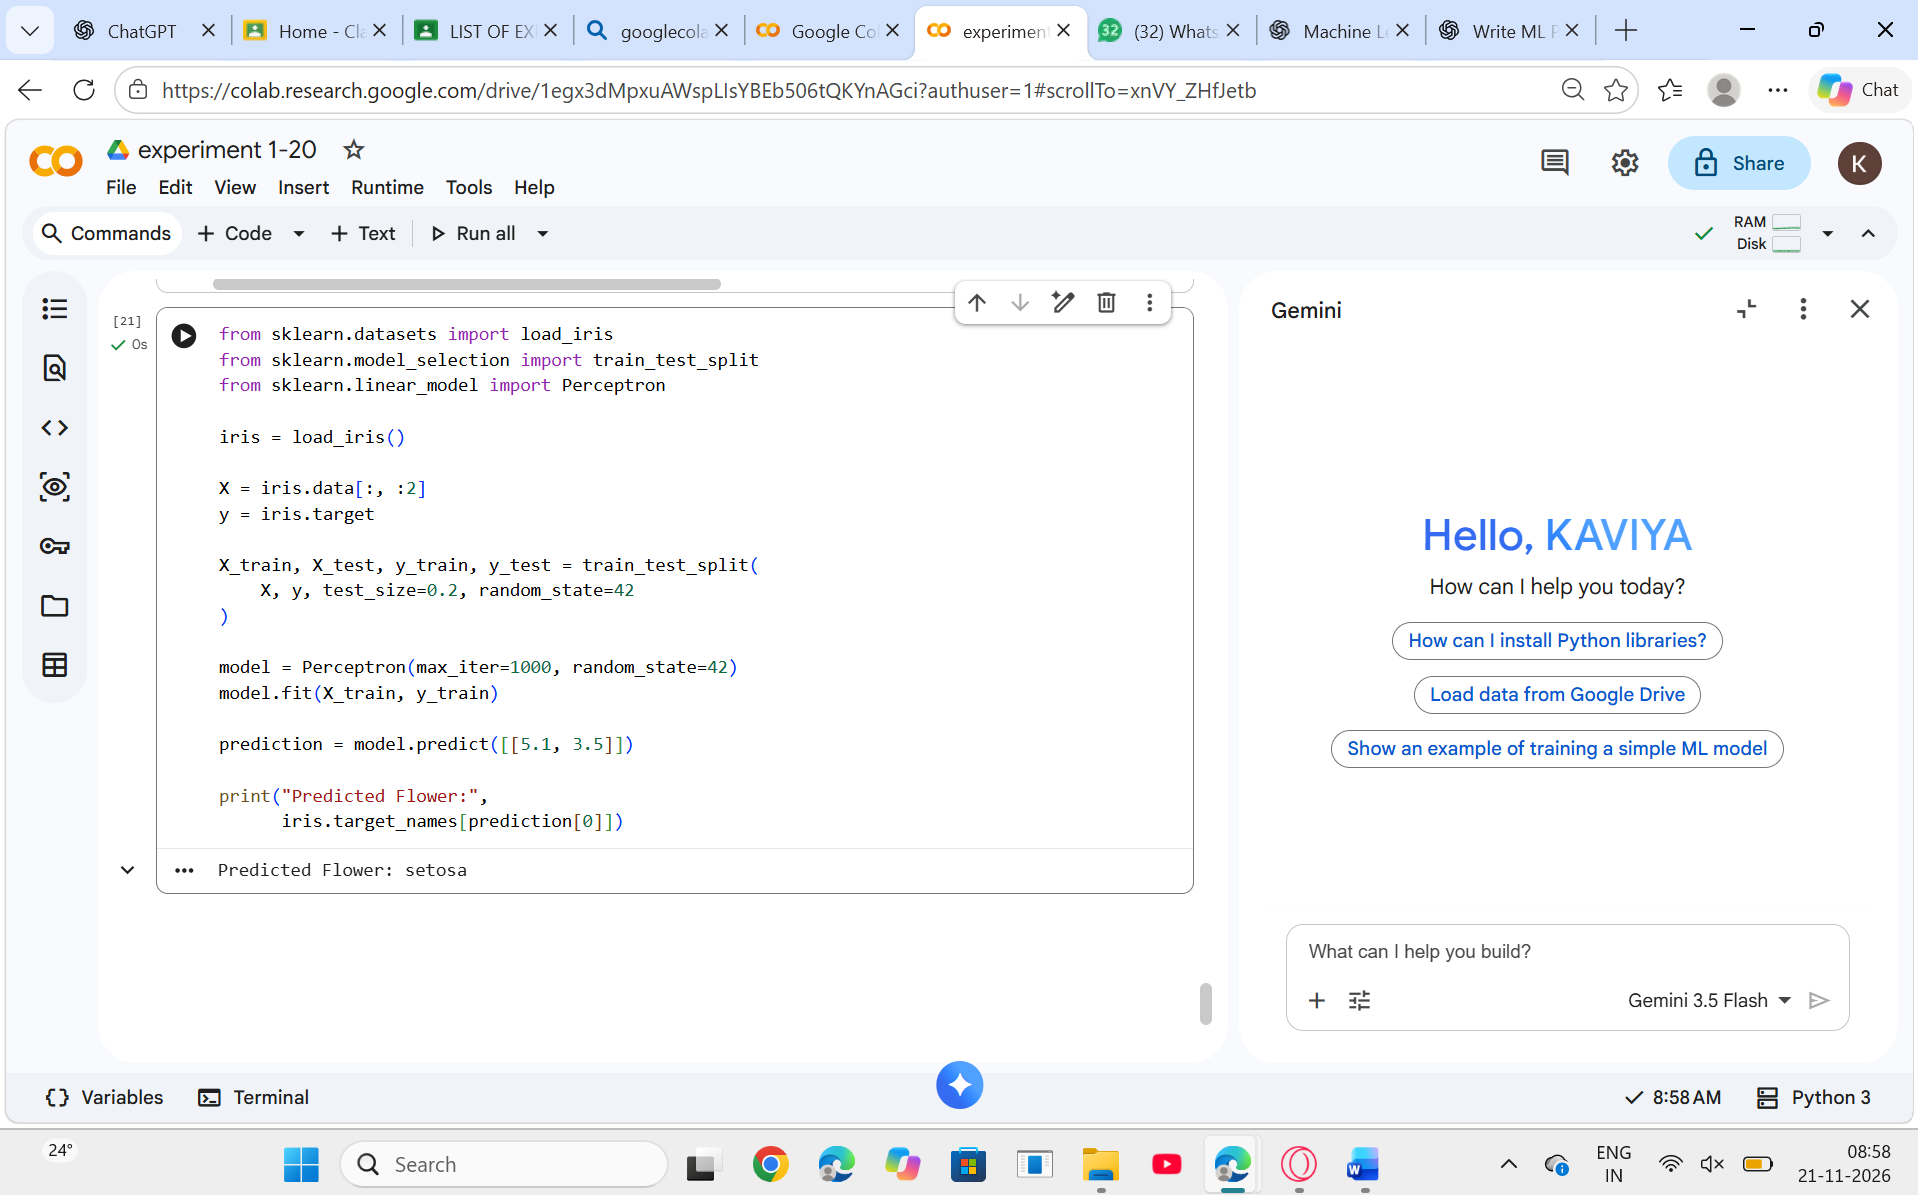 ChatGPT
Home - Cl
LIST OF EX
googlecola
Google Co
experimen
32
(32) Whats
Machine Le
Write ML P
https://colab.research.google.com/drive/1egx3dMpxuAWspLIsYBEb506tQKYnAGci?authuser=1#scrollTo=xnVY_ZHfJetb
Chat
experiment 1-20
File Edit View Insert Runtime Tools Help
Share
K
Commands
+ Code
+ Text
Run all
RAM
Disk
[21]
0s
from sklearn.datasets import load_iris
from sklearn.model_selection import train_test_split
from sklearn.linear_model import Perceptron
iris = load_iris()
X = iris.data[:, :2]
y = iris.target
X_train, X_test, y_train, y_test = train_test_split(
    X, y, test_size=0.2, random_state=42
)
model = Perceptron(max_iter=1000, random_state=42)
model.fit(X_train, y_train)
prediction = model.predict([[5.1, 3.5]])
print("Predicted Flower:",
      iris.target_names[prediction[0]])
Predicted Flower: setosa
Gemini
Hello, KAVIYA
How can I help you today?
How can I install Python libraries?
Load data from Google Drive
Show an example of training a simple ML model
What can I help you build?
Gemini 3.5 Flash
Variables
Terminal
8:58 AM
Python 3
24°
Search
ENG
IN
08:58
21-11-2026